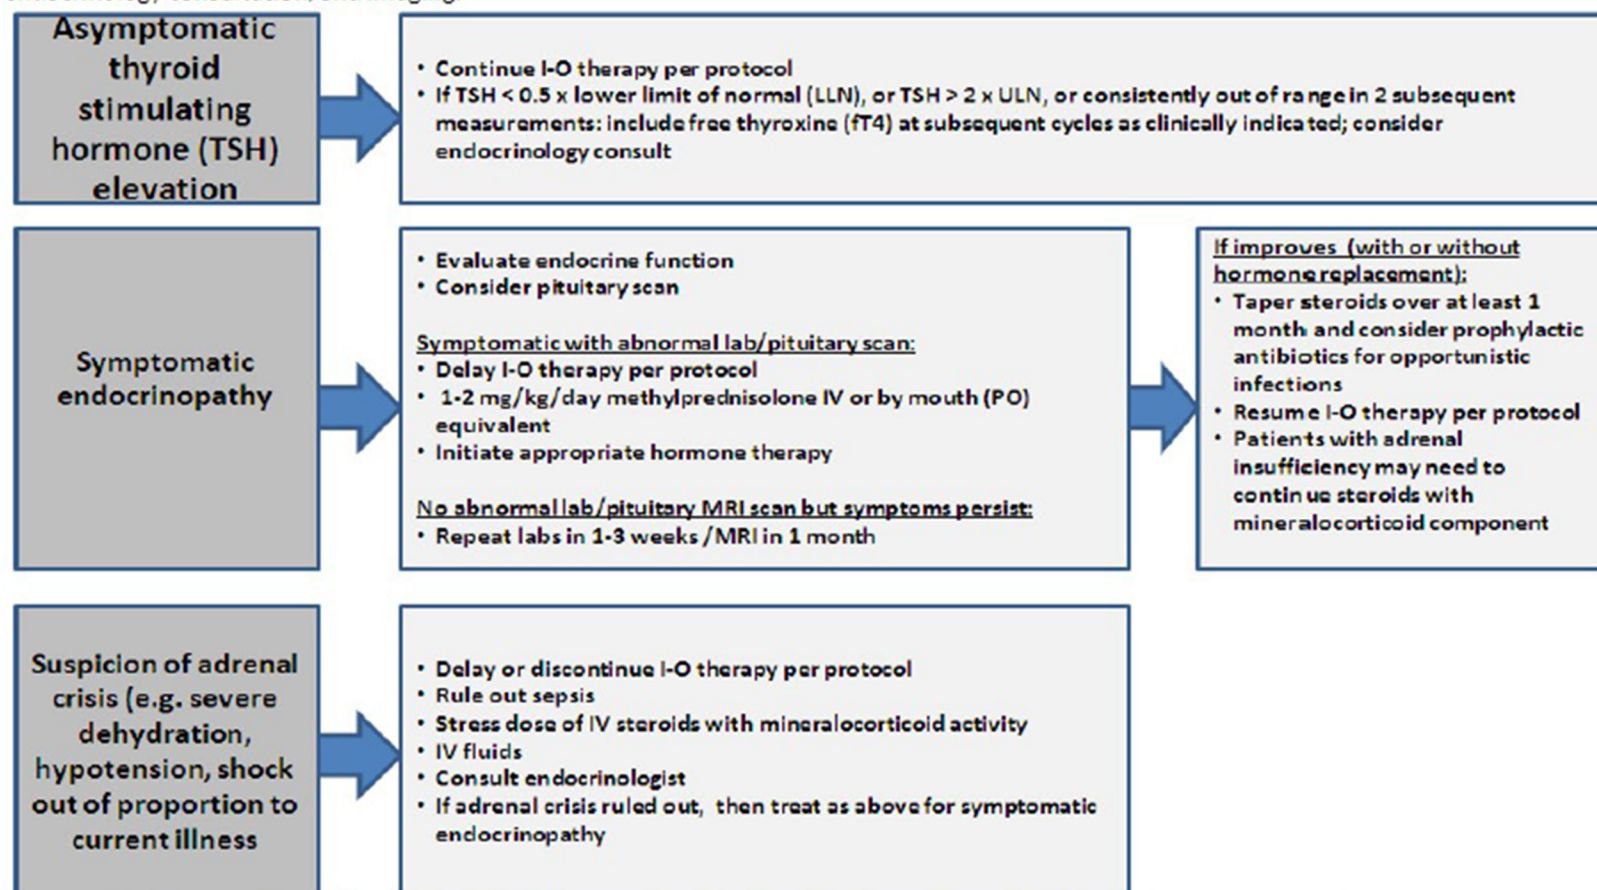 Asymptomatic
thyroid
stimulating
hormone (TSH)
elevation
• Continue I-O therapy per protocol
• If TSH < 0.5 x lower limit of normal (LLN), or TSH > 2 x ULN, or consistently out of range in 2 subsequent
measurements: include free thyroxine (fT4) at subsequent cycles as clinically indicated; consider
endocrinology consult
Symptomatic
endocrinopathy
• Evaluate endocrine function
• Consider pituitary scan
Symptomatic with abnormal lab/pituitary scan:
• Delay I-O therapy per protocol
• 1-2 mg/kg/day methylprednisolone IV or by mouth (PO)
equivalent
• Initiate appropriate hormone therapy
No abnormal lab/pituitary MRI scan but symptoms persist:
• Repeat labs in 1-3 weeks /MRI in 1 month
If improves (with or without
hormone replacement):
• Taper steroids over at least 1
month and consider prophylactic
antibiotics for opportunistic
infections
• Resume I-O therapy per protocol
• Patients with adrenal
insufficiency may need to
continue steroids with
mineralocorticoid component
Suspicion of adrenal
crisis (e.g. severe
dehydration,
hypotension, shock
out of proportion to
current illness
• Delay or discontinue I-O therapy per protocol
• Rule out sepsis
• Stress dose of IV steroids with mineralocorticoid activity
• IV fluids
• Consult endocrinologist
• If adrenal crisis ruled out, then treat as above for symptomatic
endocrinopathy